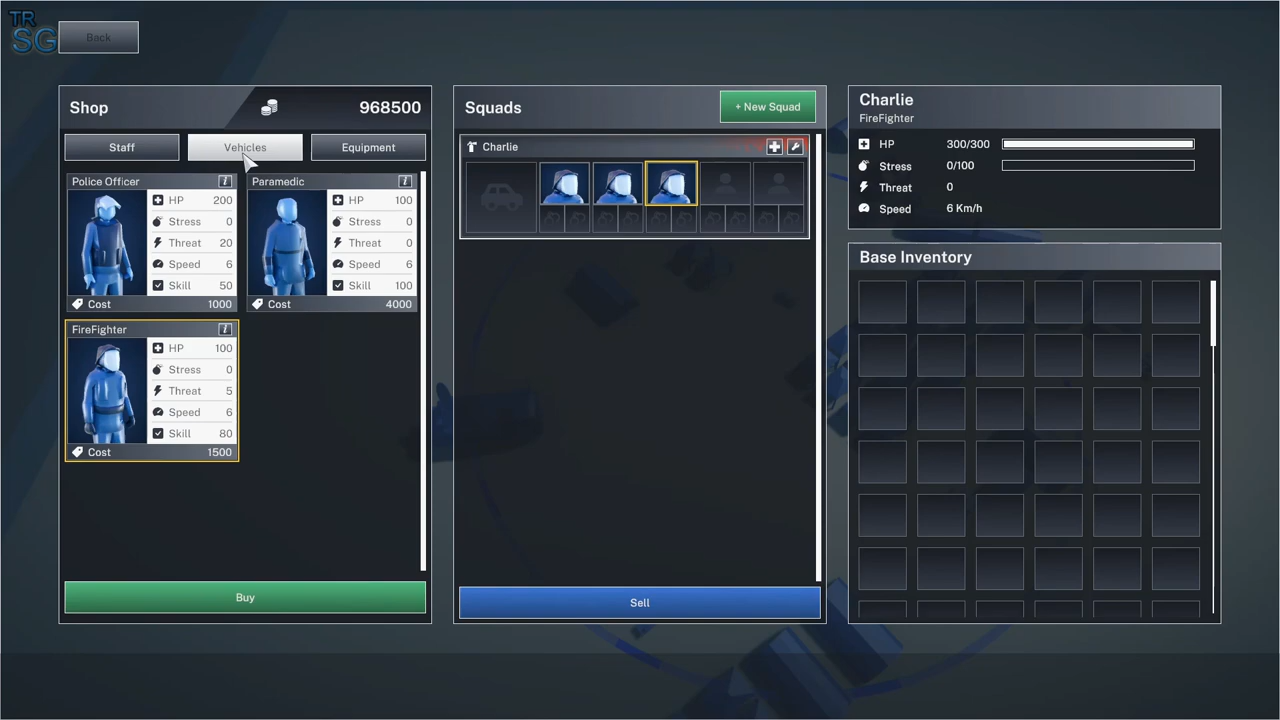 TR
SG
Back
Shop
968500
Staff
Vehicles
Equipment
Police Officer
i
HP 200
Stress 0
Threat 20
Speed 6
Skill 50
Cost 1000
Paramedic
i
HP 100
Stress 0
Threat 0
Speed 6
Skill 100
Cost 4000
FireFighter
i
HP 100
Stress 0
Threat 5
Speed 6
Skill 80
Cost 1500
Buy
Squads
+ New Squad
Charlie
Sell
Charlie
FireFighter
HP 300/300
Stress 0/100
Threat 0
Speed 6 Km/h
Base Inventory